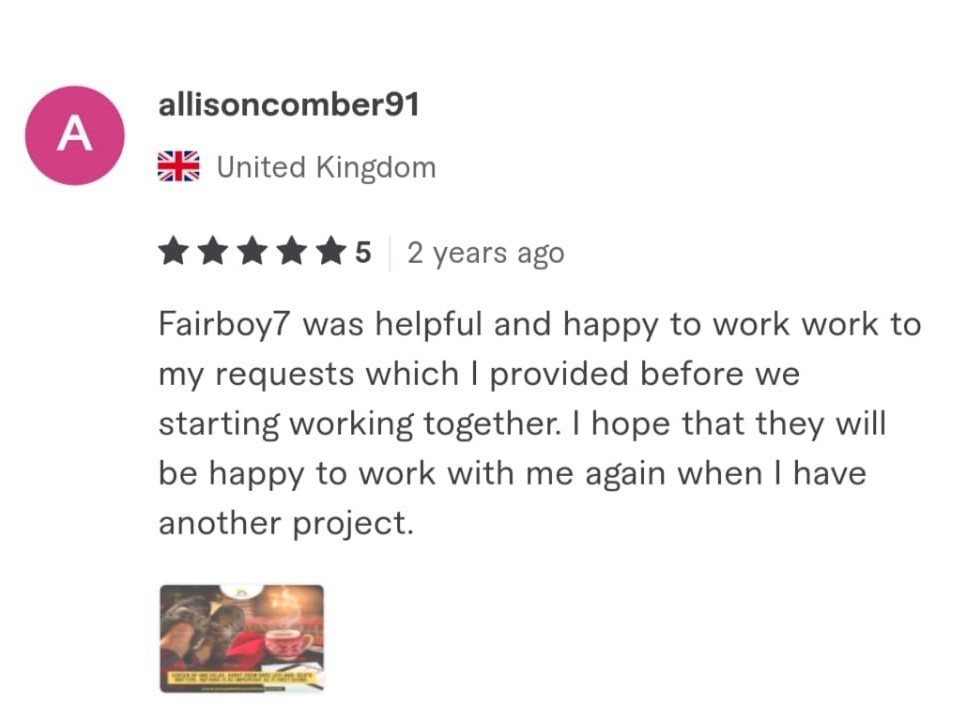 A
allisoncomber91
United Kingdom
5
2 years ago
Fairboy7 was helpful and happy to work work to
my requests which I provided before we
starting working together. I hope that they will
be happy to work with me again when I have
another project.